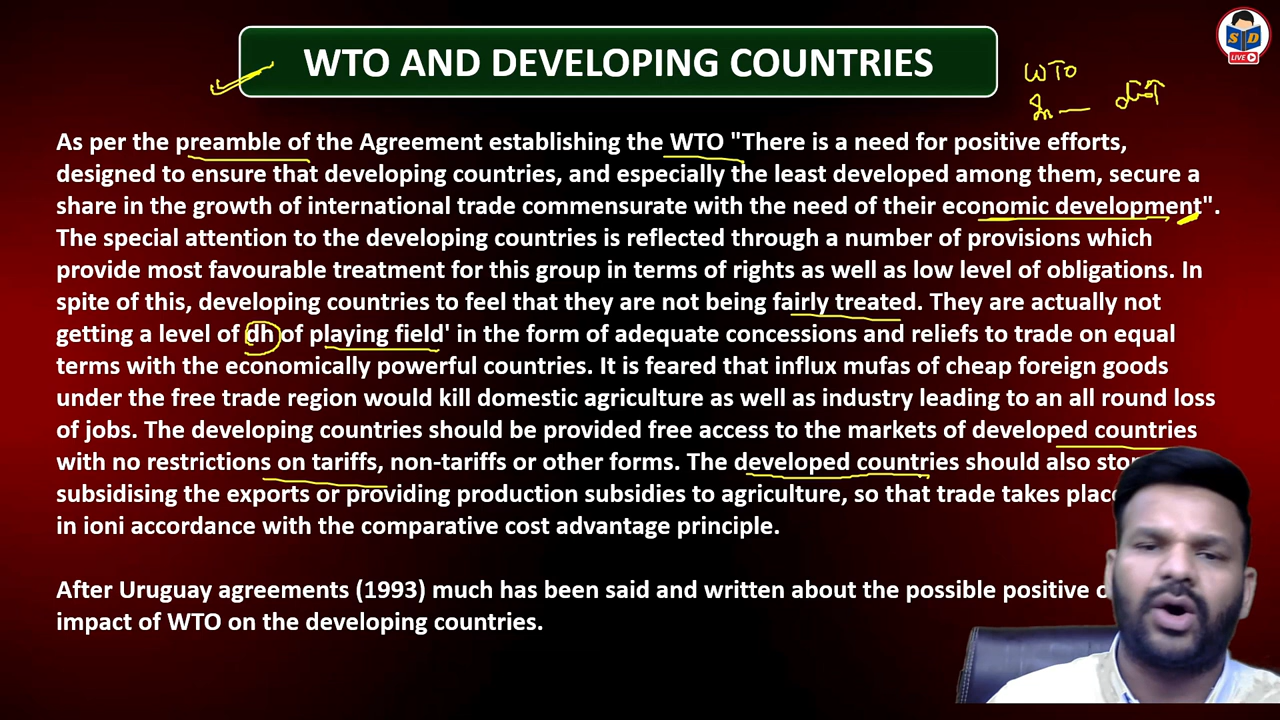 WTO AND DEVELOPING COUNTRIES
S D
LIVE
WTO
As per the preamble of the Agreement establishing the WTO "There is a need for positive efforts,
designed to ensure that developing countries, and especially the least developed among them, secure a
share in the growth of international trade commensurate with the need of their economic development".
The special attention to the developing countries is reflected through a number of provisions which
provide most favourable treatment for this group in terms of rights as well as low level of obligations. In
spite of this, developing countries to feel that they are not being fairly treated. They are actually not
getting a level of dh of playing field' in the form of adequate concessions and reliefs to trade on equal
terms with the economically powerful countries. It is feared that influx mufas of cheap foreign goods
under the free trade region would kill domestic agriculture as well as industry leading to an all round loss
of jobs. The developing countries should be provided free access to the markets of developed countries
with no restrictions on tariffs, non-tariffs or other forms. The developed countries should also
subsidising the exports or providing production subsidies to agriculture, so that trade takes
in ioni accordance with the comparative cost advantage principle.
After Uruguay agreements (1993) much has been said and written about the possible positive
impact of WTO on the developing countries.